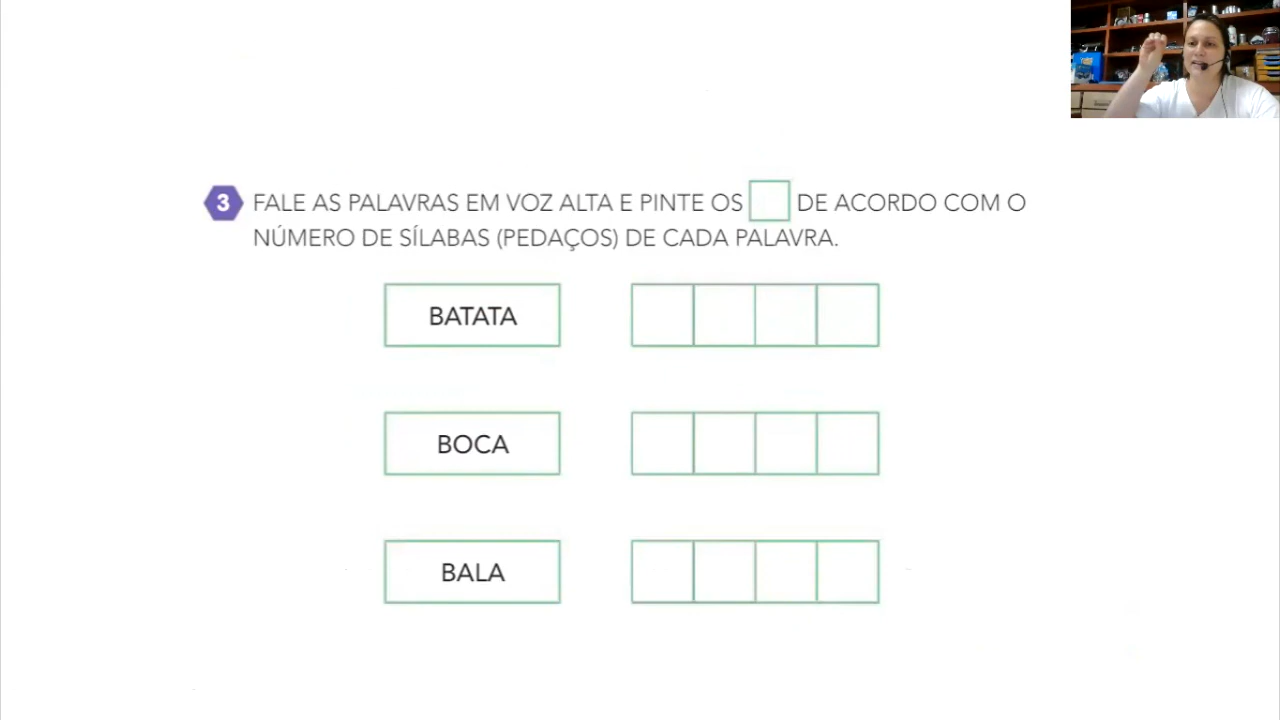 3 FALE AS PALAVRAS EM VOZ ALTA E PINTE OS DE ACORDO COM O
NÚMERO DE SÍLABAS (PEDAÇOS) DE CADA PALAVRA.
BATATA
BOCA
BALA